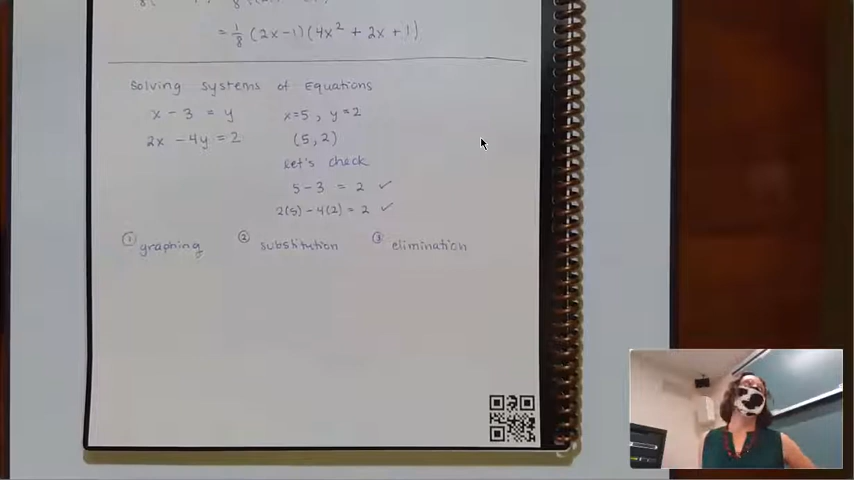 = 1/8 (2x-1)(4x² + 2x + 1)
Solving systems of Equations
x - 3 = y
x=5, y=2
2x - 4y = 2
(5, 2)
Let's check
5-3 = 2 ✓
2(5) - 4(2) = 2 ✓
① graphing ② substitution ③ elimination